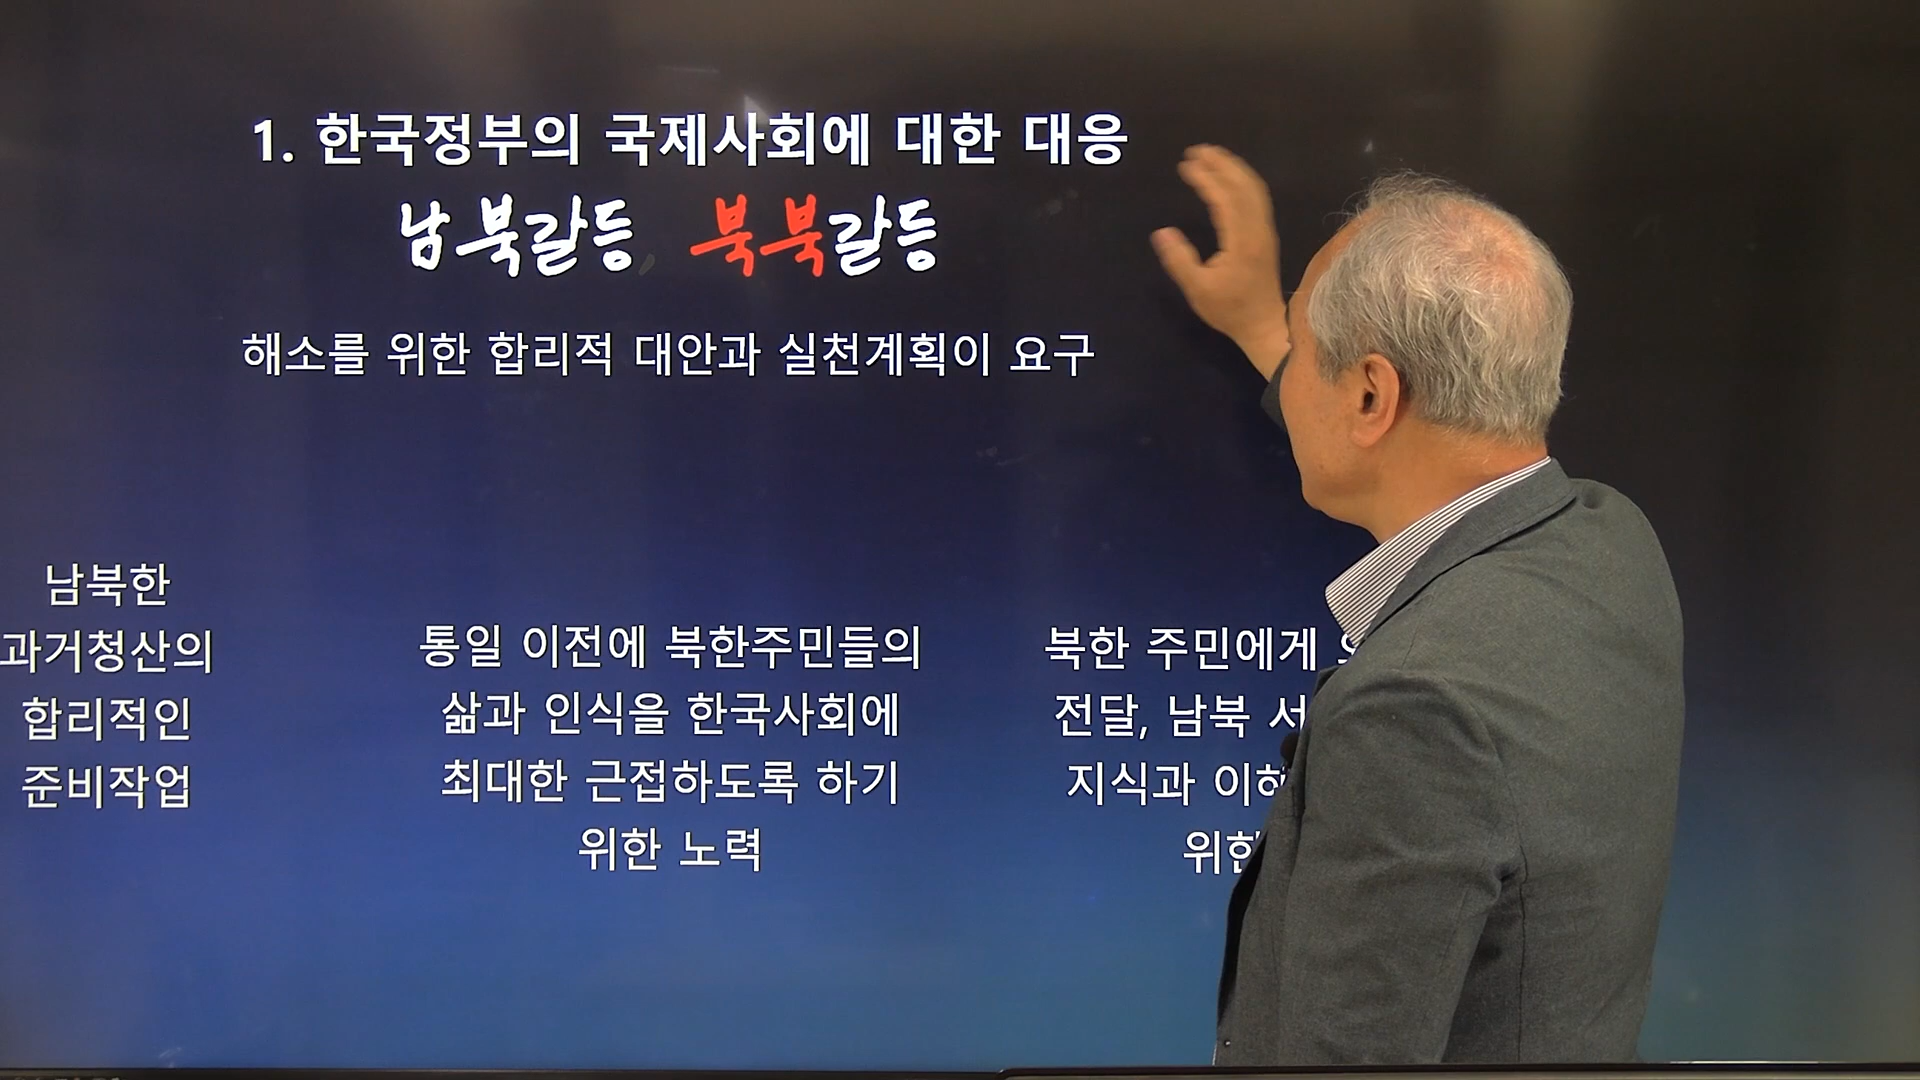 1. 한국정부의 국제사회에 대한 대응
남북갈등, 북북갈등
해소를 위한 합리적 대안과 실천계획이 요구
남북한
과거청산의
합리적인
준비작업
통일 이전에 북한주민들의
삶과 인식을 한국사회에
최대한 근접하도록 하기
위한 노력
북한 주민에게
전달, 남북
지식과
위한